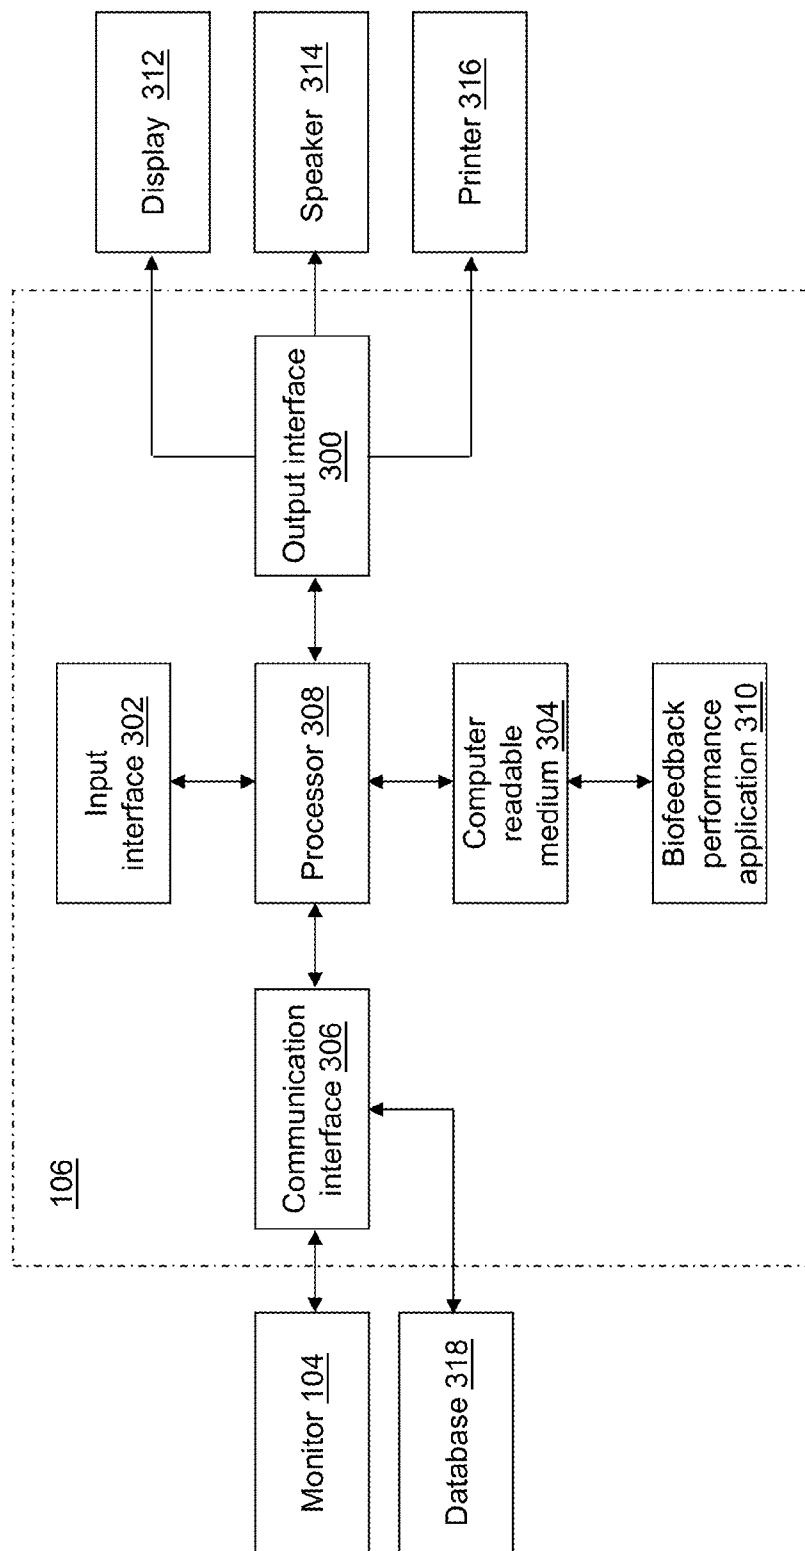 106
Monitor 104
Database 318
Communication
interface 306
Input
interface 302
Processor 308
Computer
readable
medium 304
Biofeedback
performance
application 310
Output interface
300
Display 312
Speaker 314
Printer 316